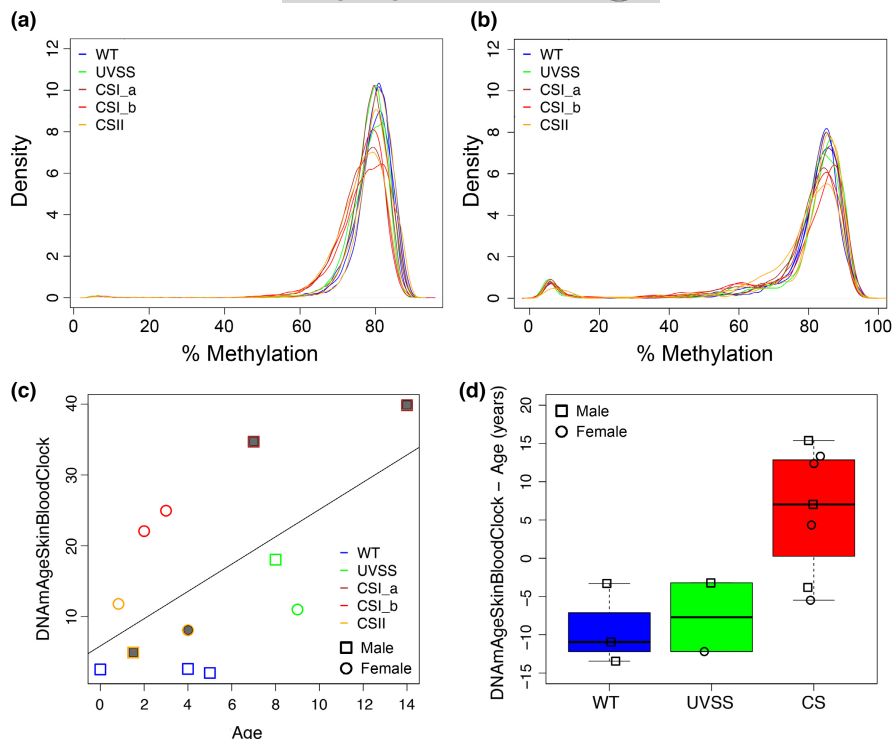 (a)
12
10
8
6
4
2
0
Density
WT
UVSS
CSI_a
CSI_b
CSII
0 20 40 60 80
% Methylation
(b)
12
10
8
6
4
2
0
Density
WT
UVSS
CSI_a
CSI_b
CSII
0 20 40 60 80 100
% Methylation
(c)
40
30
20
10
DNAmAgeSkinBloodClock
WT
UVSS
CSI_a
CSI_b
CSII
Male
Female
0 2 4 6 8 10 12 14
Age
(d)
20
15
10
5
0
−5
−10
−15
DNAmAgeSkinBloodClock − Age (years)
Male
Female
WT UVSS CS